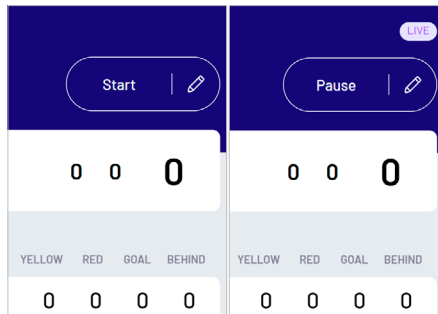 LIVE
Start Pause
0 0 0 0 0 0
YELLOW RED GOAL BEHIND YELLOW RED GOAL BEHIND
0 0 0 0 0 0 0 0